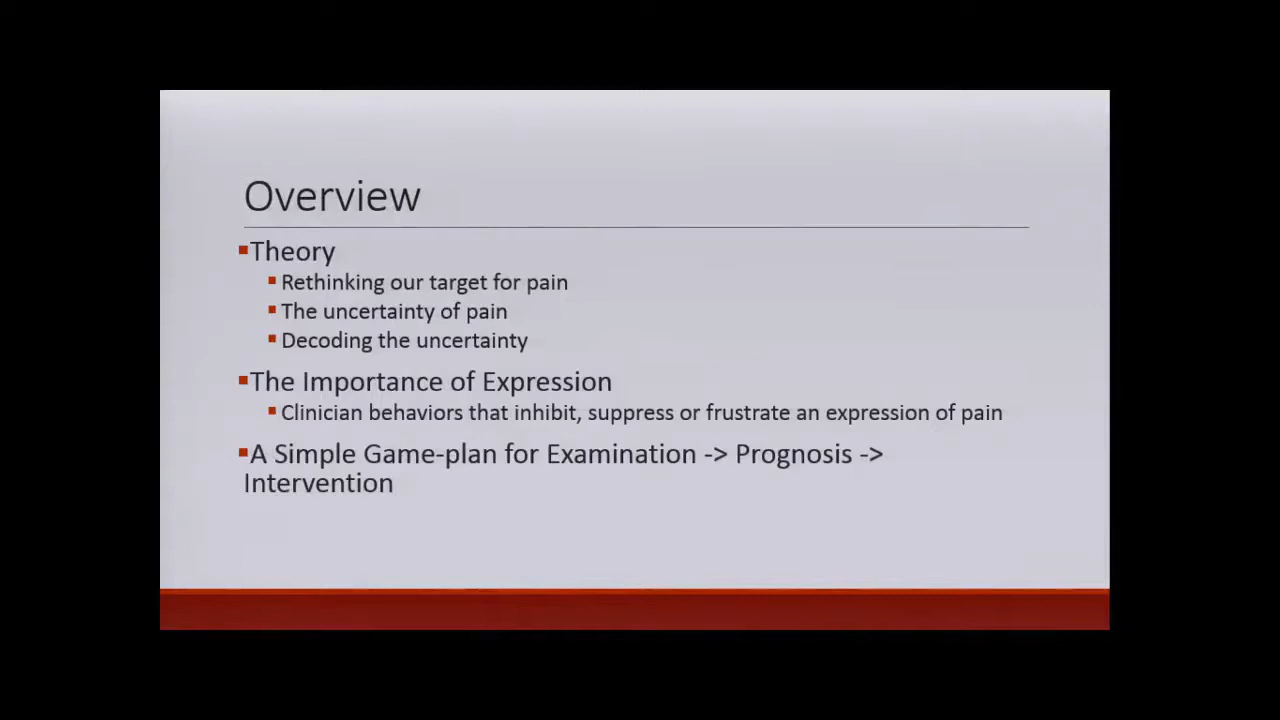 Overview
▪Theory
▪Rethinking our target for pain
▪The uncertainty of pain
▪Decoding the uncertainty
▪The Importance of Expression
▪Clinician behaviors that inhibit, suppress or frustrate an expression of pain
▪A Simple Game-plan for Examination -> Prognosis ->
Intervention